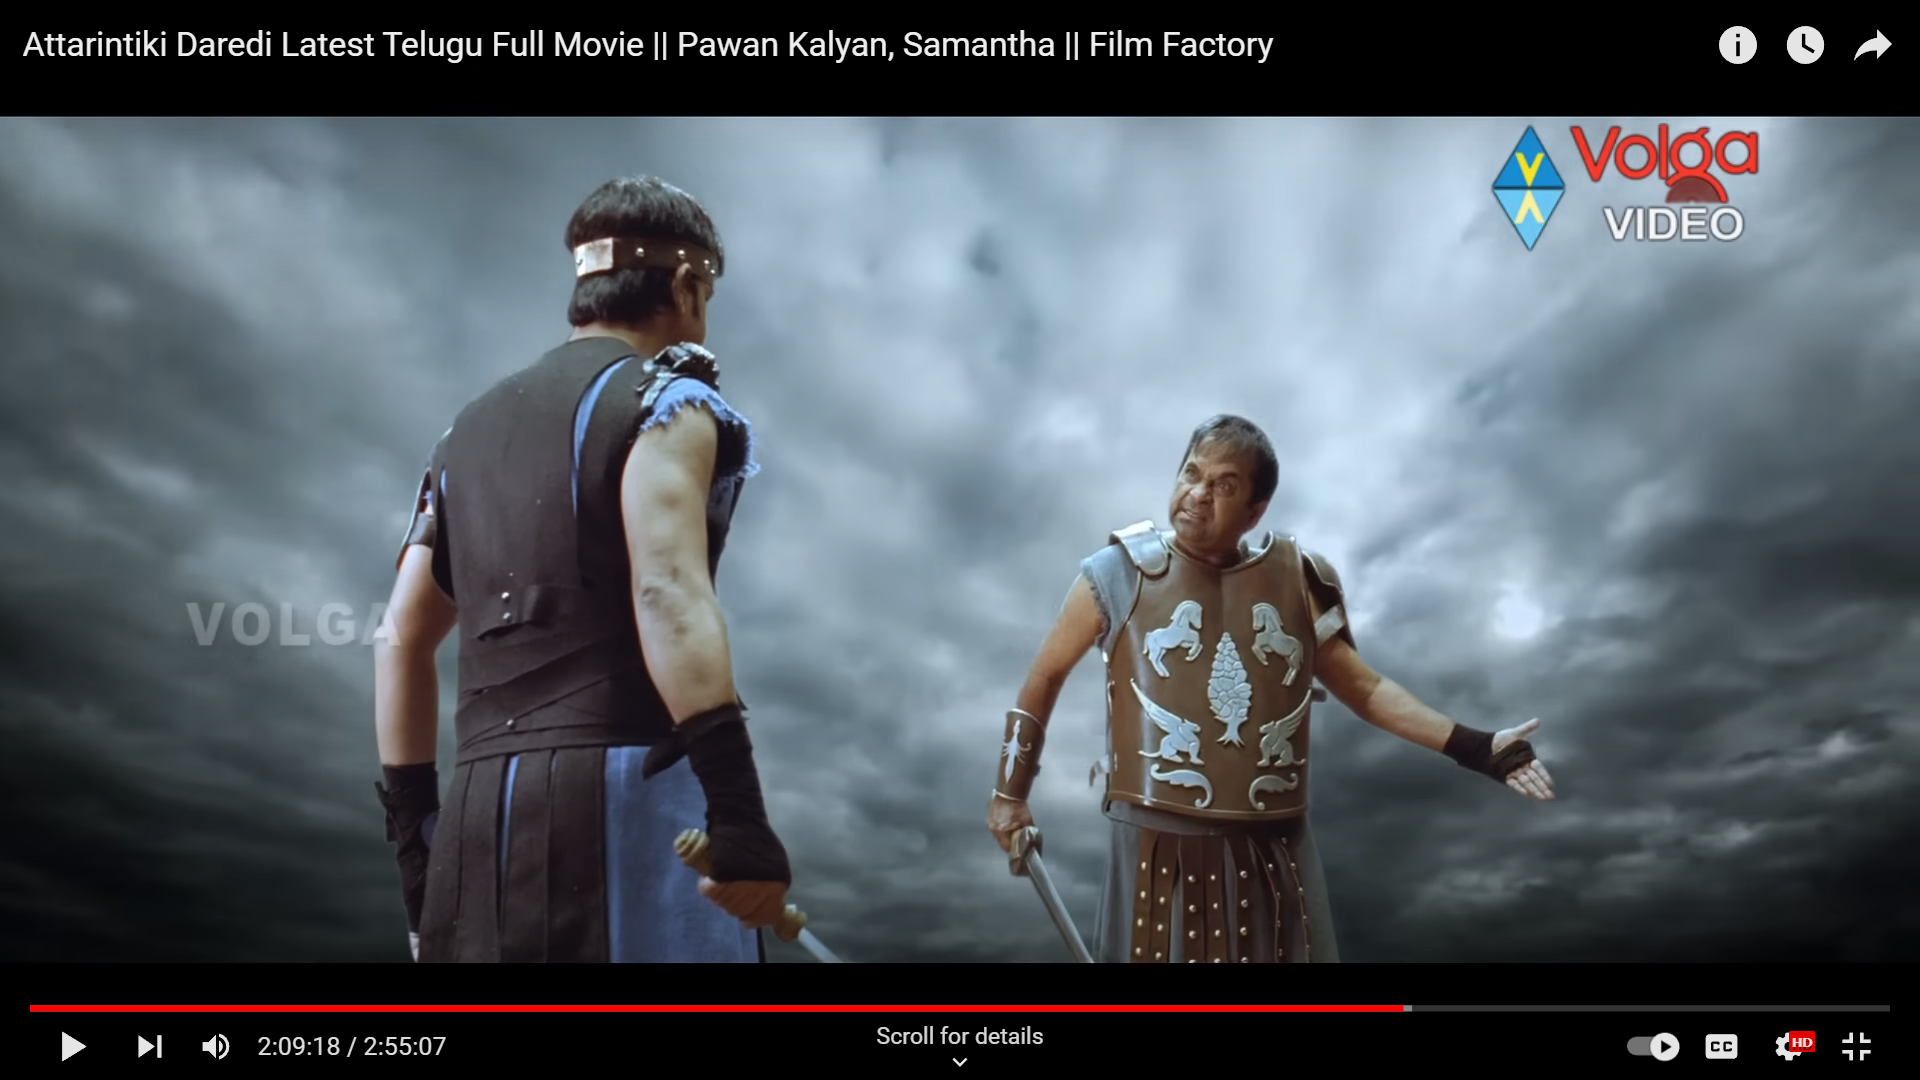 Attarintiki Daredi Latest Telugu Full Movie || Pawan Kalyan, Samantha || Film Factory
Volga
VIDEO
VOLGA
2:09:18 / 2:55:07
Scroll for details
CC
HD